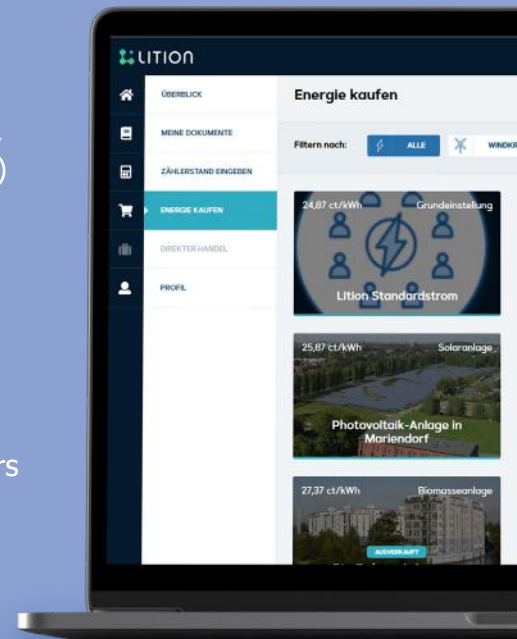 LITION
ÜBERBLICK
MEINE DOKUMENTE
ZÄHLERSTAND EINGEBEN
ENERGIE KAUFEN
DIREKTER HANDEL
PROFIL
Energie kaufen
Filtern nach:
ALLE
24,87 ct/kWh Grundeinstellung
Lition Standardstrom
25,87 ct/kWh Solaranlage
Photovoltaik-Anlage in
Mariendorf
27,37 ct/kWh Biomasseanlage
AUSVERKAUFT
rs